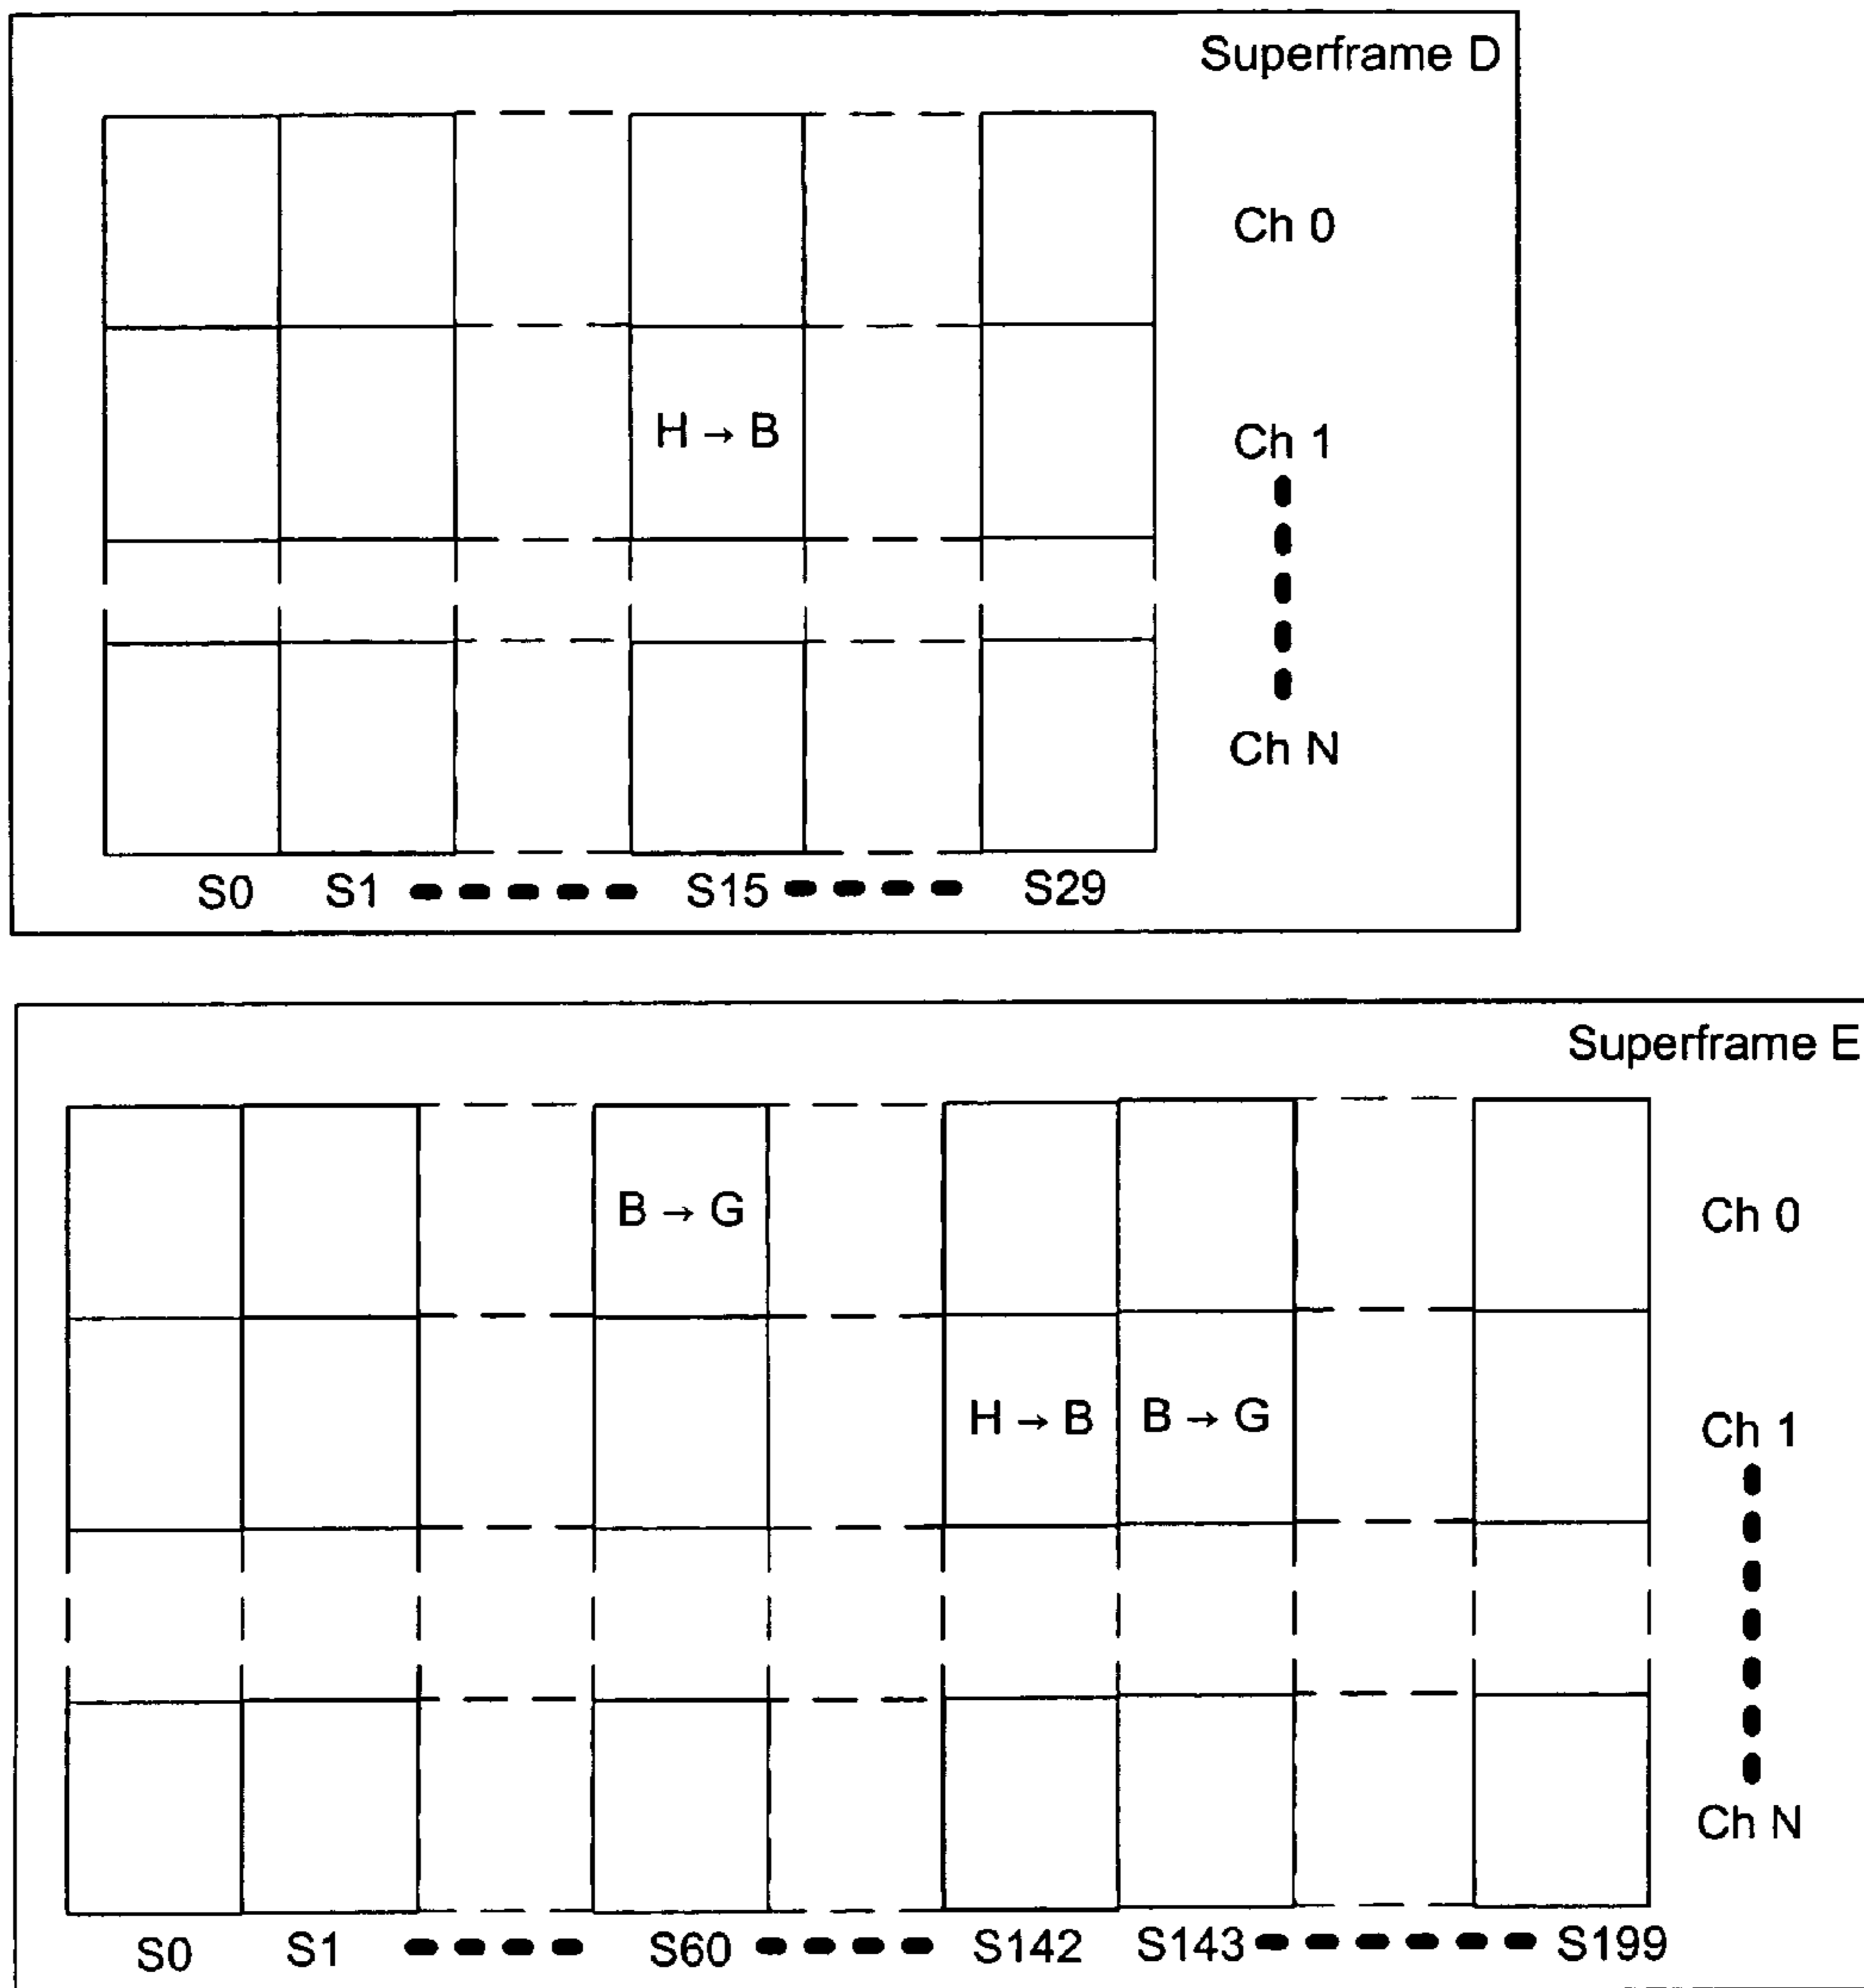 Superframe D
Ch 0
H → B
Ch 1
Ch N
S0 S1 S15 S29
Superframe E
B → G
Ch 0
H → B B → G
Ch 1
Ch N
S0 S1 S60 S142 S143 S199